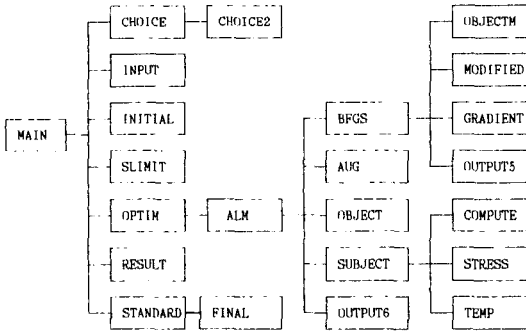 CHOICE CHOICE2 OBJECTM
INPUT MODIFIED
INITIAL BFGS GRADIENT
MAIN
SLIMIT AUG OUTPUT5
OPTIM ALM OBJECT COMPUTE
RESULT SUBJECT STRESS
STANDARD FINAL OUTPUT6 TEMP